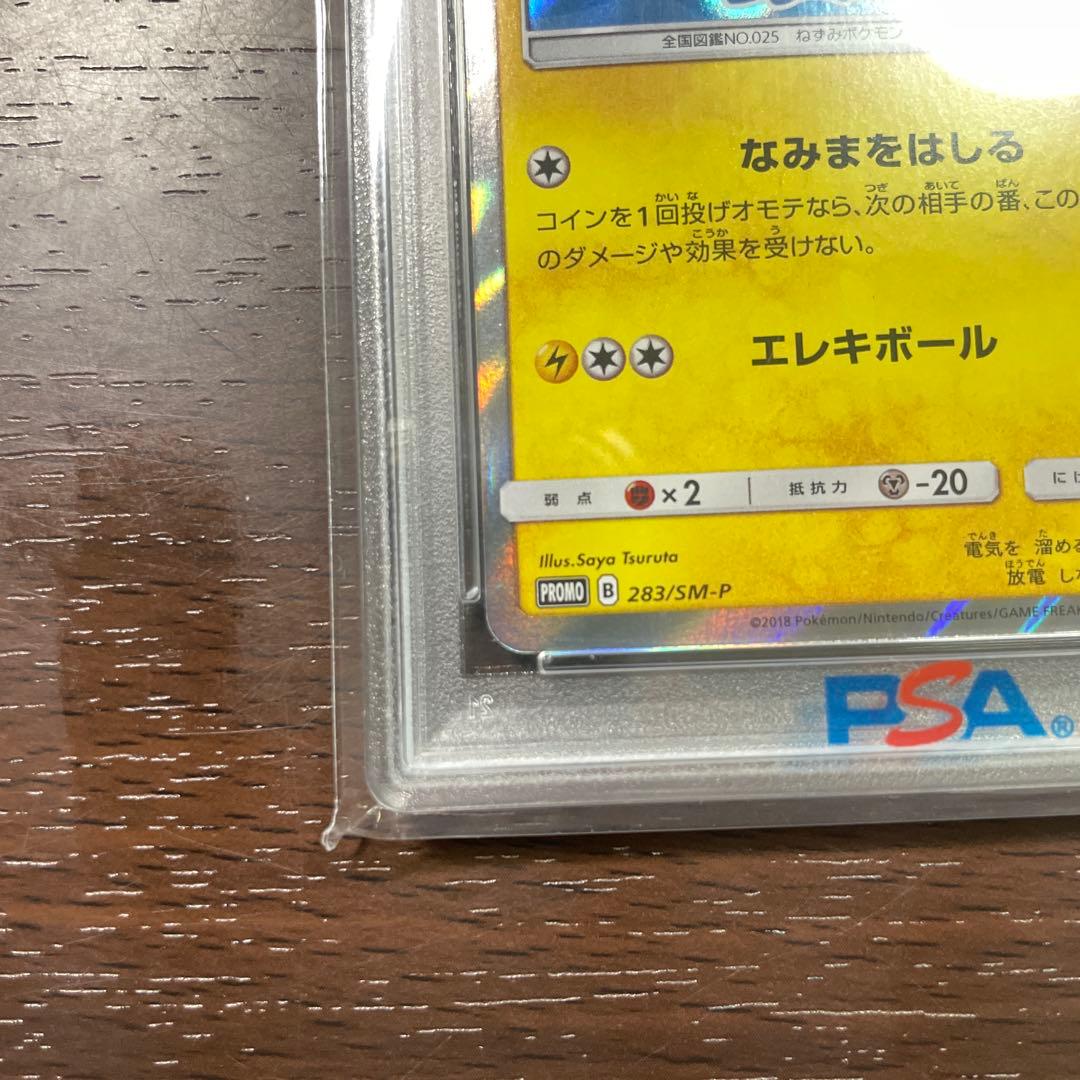 全国図鑑NO.025 ねずみポケモン
なみまをはしる
コインを1回投げオモテなら、次の相手の番、この
のダメージや効果を受けない。
エレキボール
弱点 ×2 抵抗力 -20 にげ
Illus.Saya Tsuruta
電気を 溜める
PROMO B 283/SM-P
放電 し
©2018 Pokémon/Nintendo/Creatures/GAME FREAK
PSA®